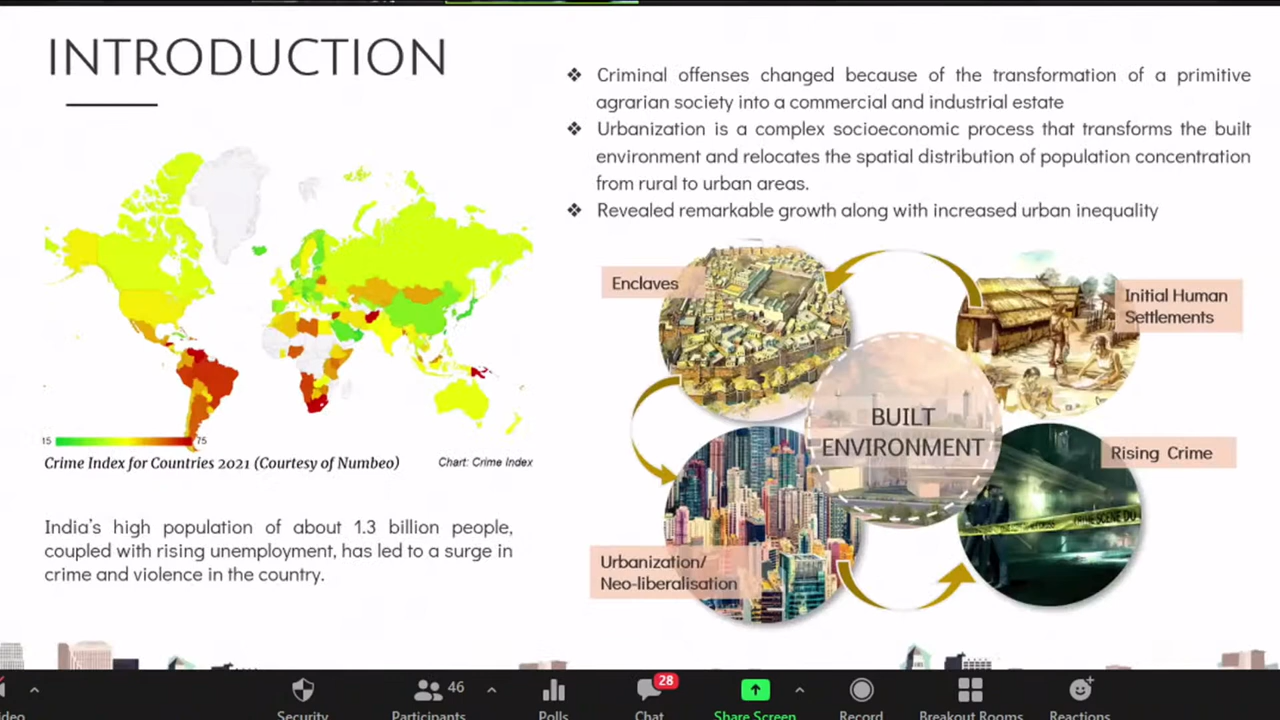 INTRODUCTION
❖ Criminal offenses changed because of the transformation of a primitive
agrarian society into a commercial and industrial estate
❖ Urbanization is a complex socioeconomic process that transforms the built
environment and relocates the spatial distribution of population concentration
from rural to urban areas.
❖ Revealed remarkable growth along with increased urban inequality
15
75
Crime Index for Countries 2021 (Courtesy of Numbeo)
Chart: Crime Index
India's high population of about 1.3 billion people,
coupled with rising unemployment, has led to a surge in
crime and violence in the country.
Enclaves
Initial Human
Settlements
BUILT
ENVIRONMENT
Rising Crime
Urbanization/
Neo-liberalisation
Security
46
Participants
Polls
28
Chat
Share Screen
Record
Breakout Rooms
Reactions